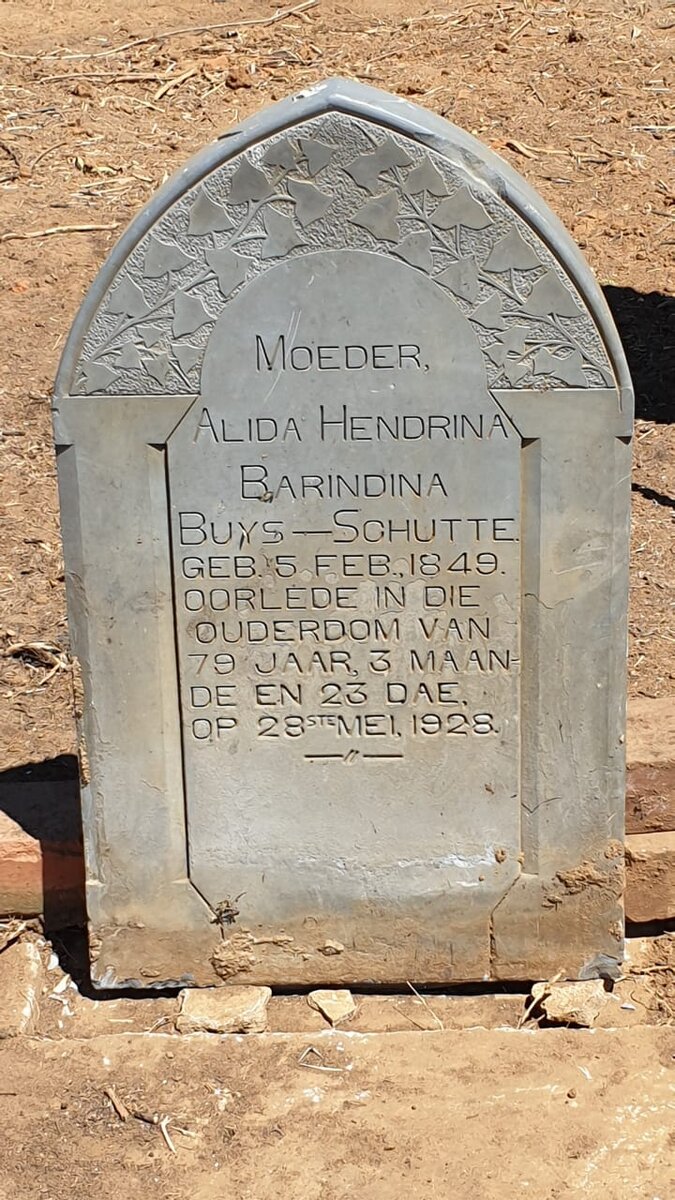 MOEDER,
ALIDA HENDRINA
BARINDINA
BUYS—SCHUTTE.
GEB. 5 FEB., 1849.
OORLEDE IN DIE
OUDERDOM VAN
79 JAAR, 3 MAAN-
DE EN 23 DAE,
OP 28STE MEI, 1928.